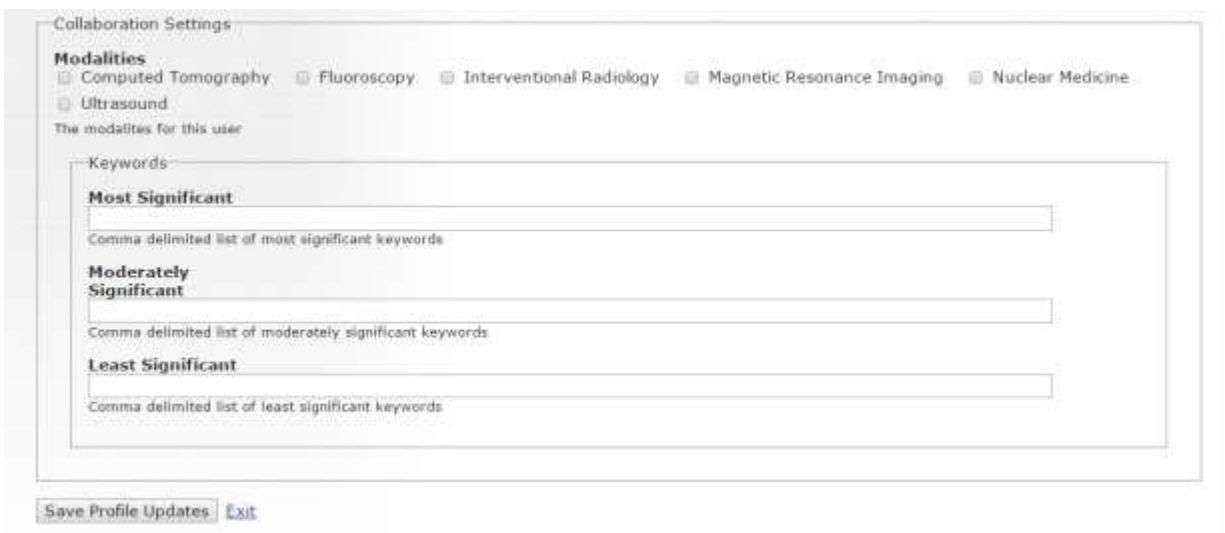 Collaboration Settings
Modalities
Computed Tomography Fluoroscopy Interventional Radiology Magnetic Resonance Imaging Nuclear Medicine
Ultrasound
The modalites for this user
Keywords
Most Significant
Comma delimited list of most significant keywords
Moderately
Significant
Comma delimited list of moderately significant keywords
Least Significant
Comma delimited list of least significant keywords
Save Profile Updates Exit